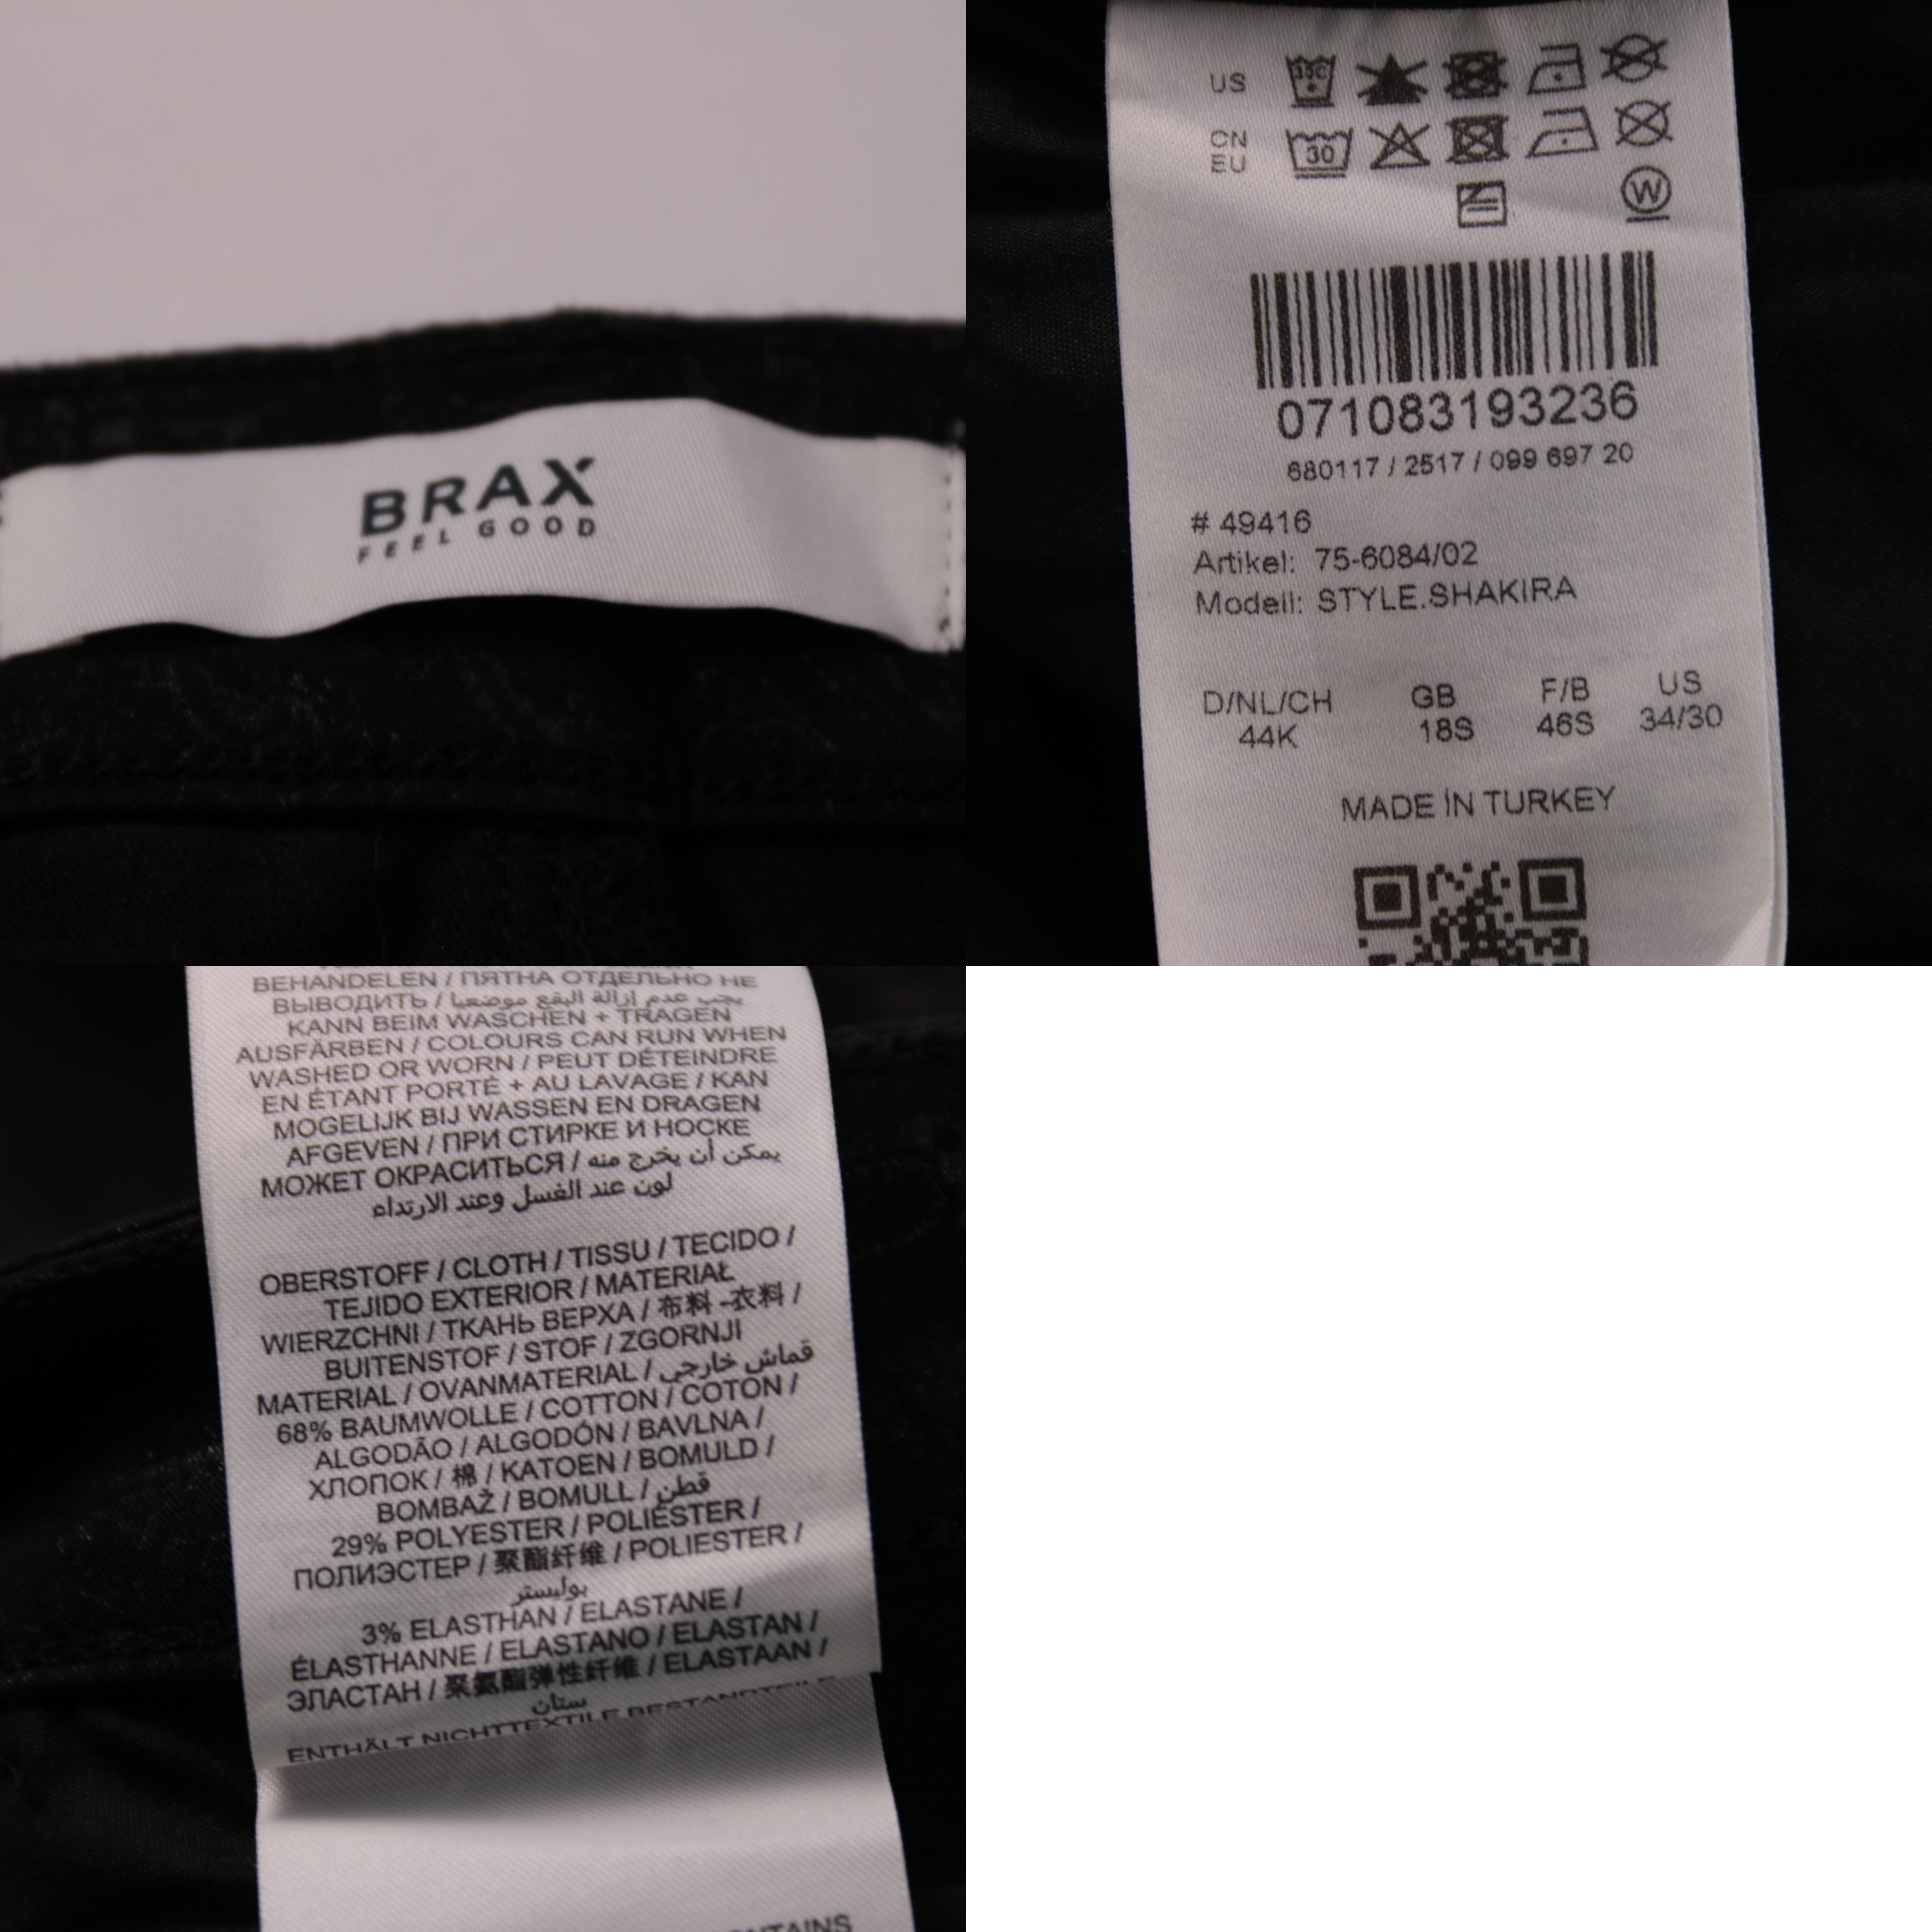 BRAX
FEEL GOOD
US
CN
EU
30
W
071083193236
680117 / 2517 / 099 697 20
# 49416
Artikel: 75-6084/02
Modell: STYLE.SHAKIRA
D/NL/CH GB F/B US
44K 18S 46S 34/30
MADE İN TURKEY
BEHANDELEN / ПЯТНА ОТДЕЛЬНО НЕ
ВЫВОДИТЬ / يجب عدم إزالة البقع موضعيا
KANN BEIM WASCHEN + TRAGEN
AUSFÄRBEN / COLOURS CAN RUN WHEN
WASHED OR WORN / PEUT DÉTEINDRE
EN ÉTANT PORTÉ + AU LAVAGE / KAN
MOGELIJK BIJ WASSEN EN DRAGEN
AFGEVEN / ПРИ СТИРКЕ И НОСКЕ
МОЖЕТ ОКРАСИТЬСЯ / يمكن أن يخرج منه
لون عند الغسل وعند الارتداء
OBERSTOFF / CLOTH / TISSU / TECIDO /
TEJIDO EXTERIOR / MATERIAŁ
WIERZCHNI / ТКАНЬ ВЕРХА / 布料 -衣料 /
BUITENSTOF / STOF / ZGORNJI
MATERIAL / OVANMATERIAL / قماش خارجي
68% BAUMWOLLE / COTTON / COTON /
ALGODÃO / ALGODÓN / BAVLNA /
ХЛОПОК / 棉 / KATOEN / BOMULD /
BOMBAŽ / BOMULL / قطن
29% POLYESTER / POLIÉSTER /
ПОЛИЭСТЕР / 聚酯纤维 / POLIESTER /
بوليستر
3% ELASTHAN / ELASTANE /
ÉLASTHANNE / ELASTANO / ELASTAN /
ЭЛАСТАН / 聚氨酯弹性纤维 / ELASTAAN /
ستان
ENTHÄLT NICHTTEXTILE BESTANDTEILE